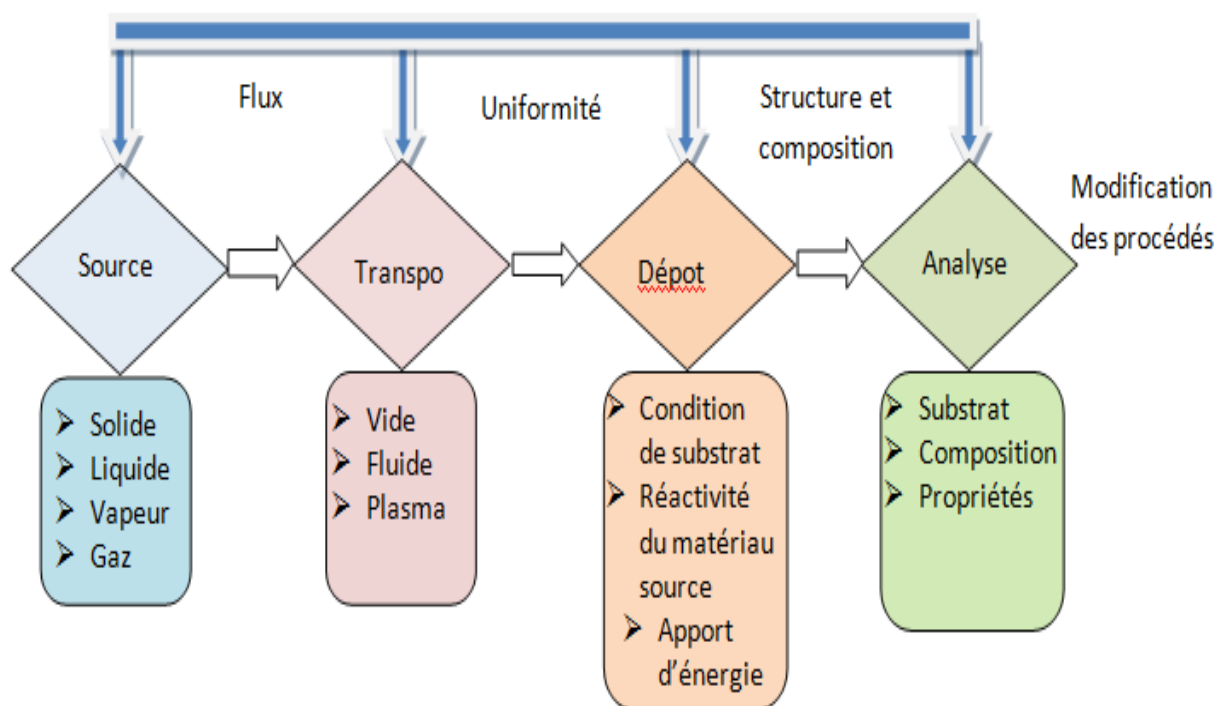 Flux
Uniformité
Structure et
composition
Modification
des procédés
Source
Transpo
Dépot
Analyse
➢ Solide
➢ Liquide
➢ Vapeur
➢ Gaz
➢ Vide
➢ Fluide
➢ Plasma
➢ Condition
de substrat
➢ Réactivité
du matériau
source
➢ Apport
d'énergie
➢ Substrat
➢ Composition
➢ Propriétés